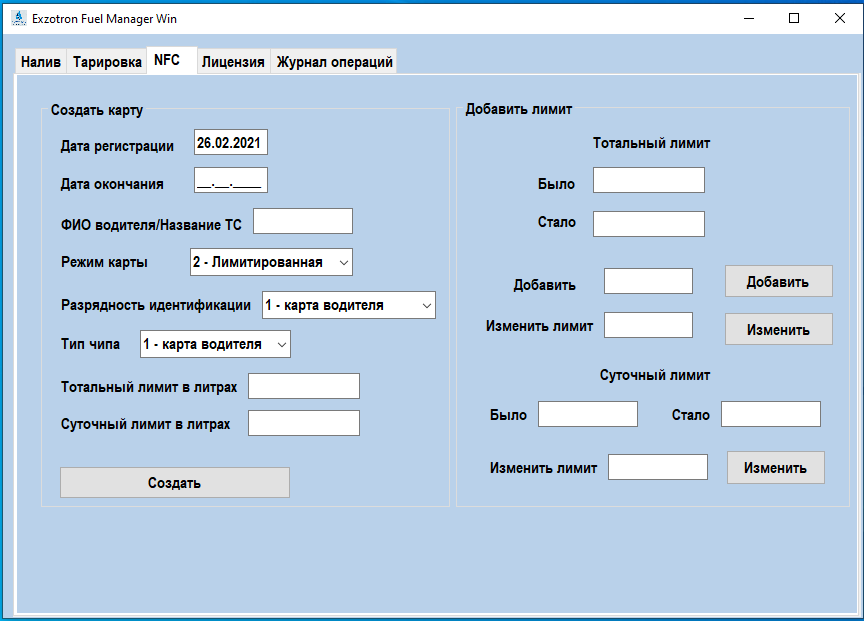 Exzotron Fuel Manager Win
Налив Тарировка NFC Лицензия Журнал операций
Создать карту
Дата регистрации 26.02.2021
Дата окончания __.__.____
ФИО водителя/Название ТС
Режим карты 2 - Лимитированная
Разрядность идентификации 1 - карта водителя
Тип чипа 1 - карта водителя
Тотальный лимит в литрах
Суточный лимит в литрах
Создать
Добавить лимит
Тотальный лимит
Было
Стало
Добавить Добавить
Изменить лимит Изменить
Суточный лимит
Было Стало
Изменить лимит Изменить